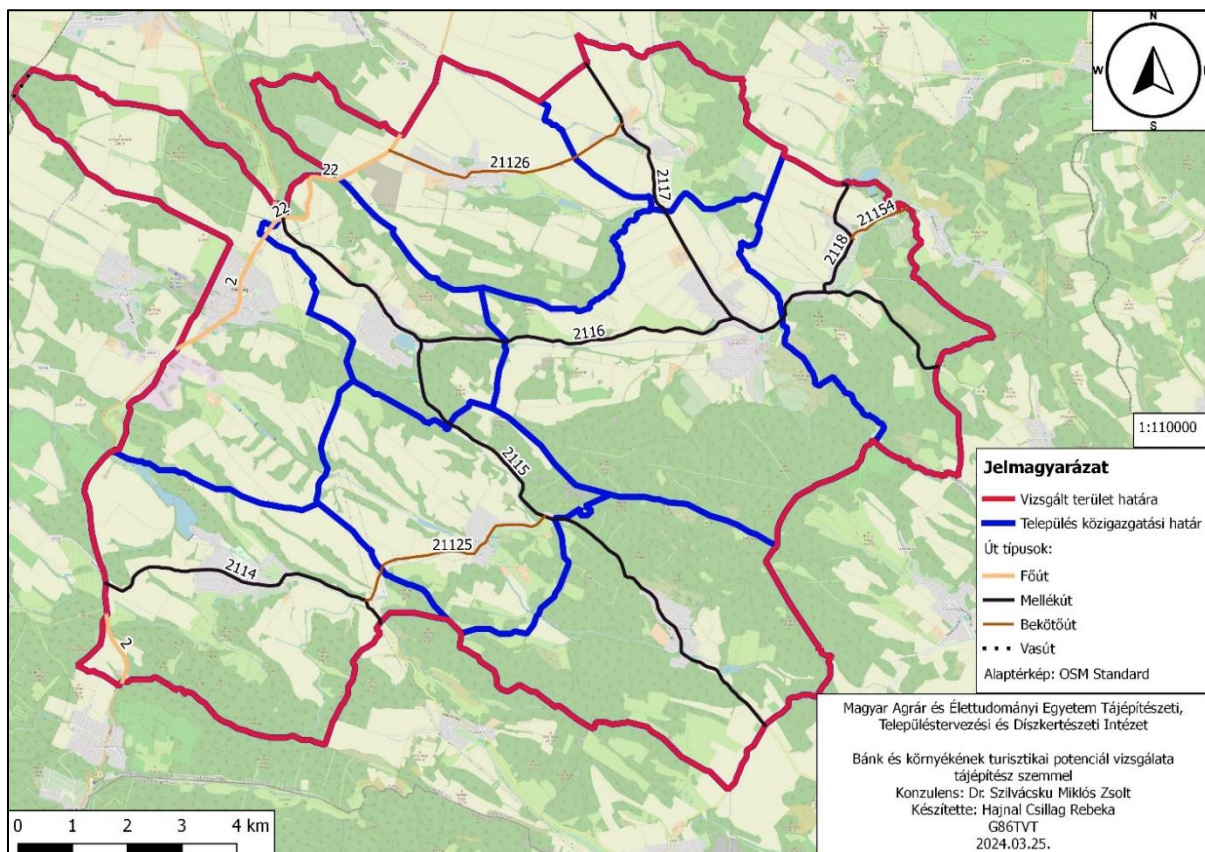 N
W
S
22
22
2
21126
2117
2118
21154
2116
2115
21125
2114
2
1:110000
Jelmagyarázat
Vizsgált terület határa
Település közigazgatási határ
Út típusok:
Főút
Mellékút
Bekötőút
Vasút
Alaptérkép: OSM Standard
Magyar Agrár és Élettudományi Egyetem Tájépítészeti,
Településtervezési és Díszkertészeti Intézet
Bánk és környékének turisztikai potenciál vizsgálata
tájépítész szemmel
Konzulens: Dr. Szilvácsku Miklós Zsolt
Készítette: Hajnal Csillag Rebeka
G86TVT
2024.03.25.
0 1 2 3 4 km